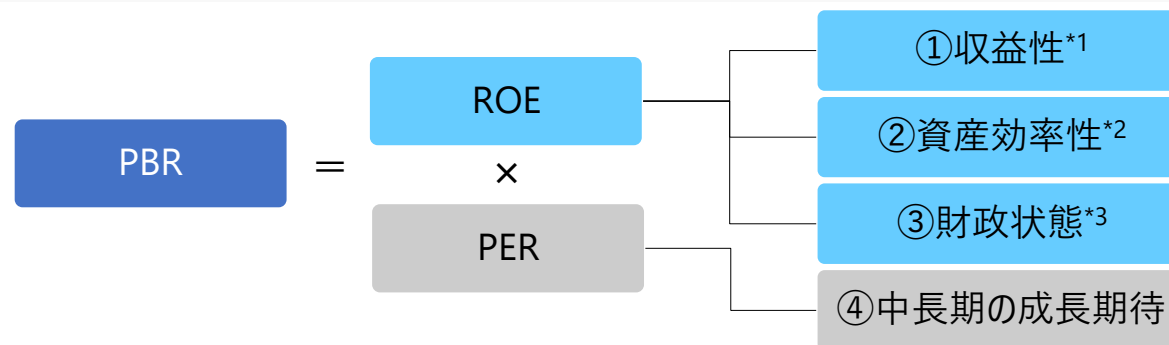 PBR
＝
ROE
×
PER
①収益性*1
②資産効率性*2
③財政状態*3
④中長期の成長期待